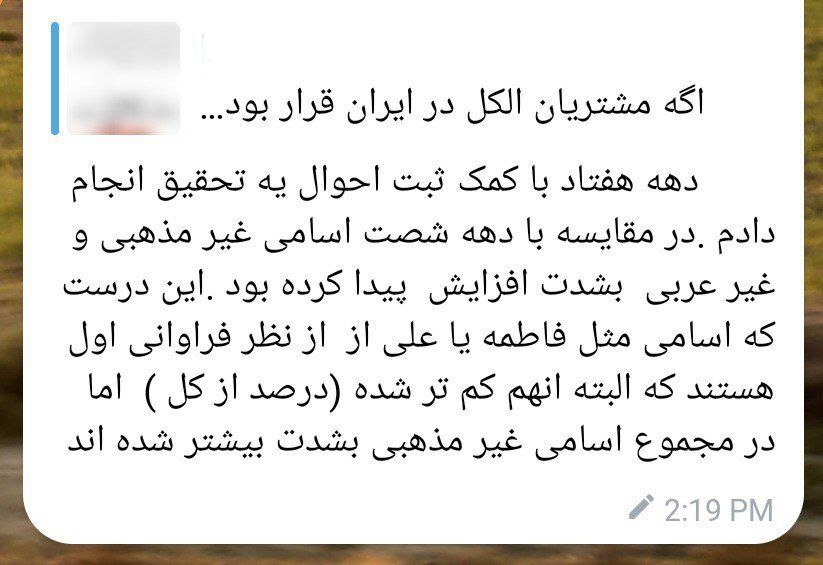 اگه مشتریان الکل در ایران قرار بود...
دهه هفتاد با کمک ثبت احوال یه تحقیق انجام
دادم .در مقایسه با دهه شصت اسامی غیر مذهبی و
غیر عربی بشدت افزایش پیدا کرده بود .این درست
که اسامی مثل فاطمه یا علی از از نظر فراوانی اول
هستند که البته انهم کم تر شده (درصد از کل ) اما
در مجموع اسامی غیر مذهبی بشدت بیشتر شده اند
2:19 PM